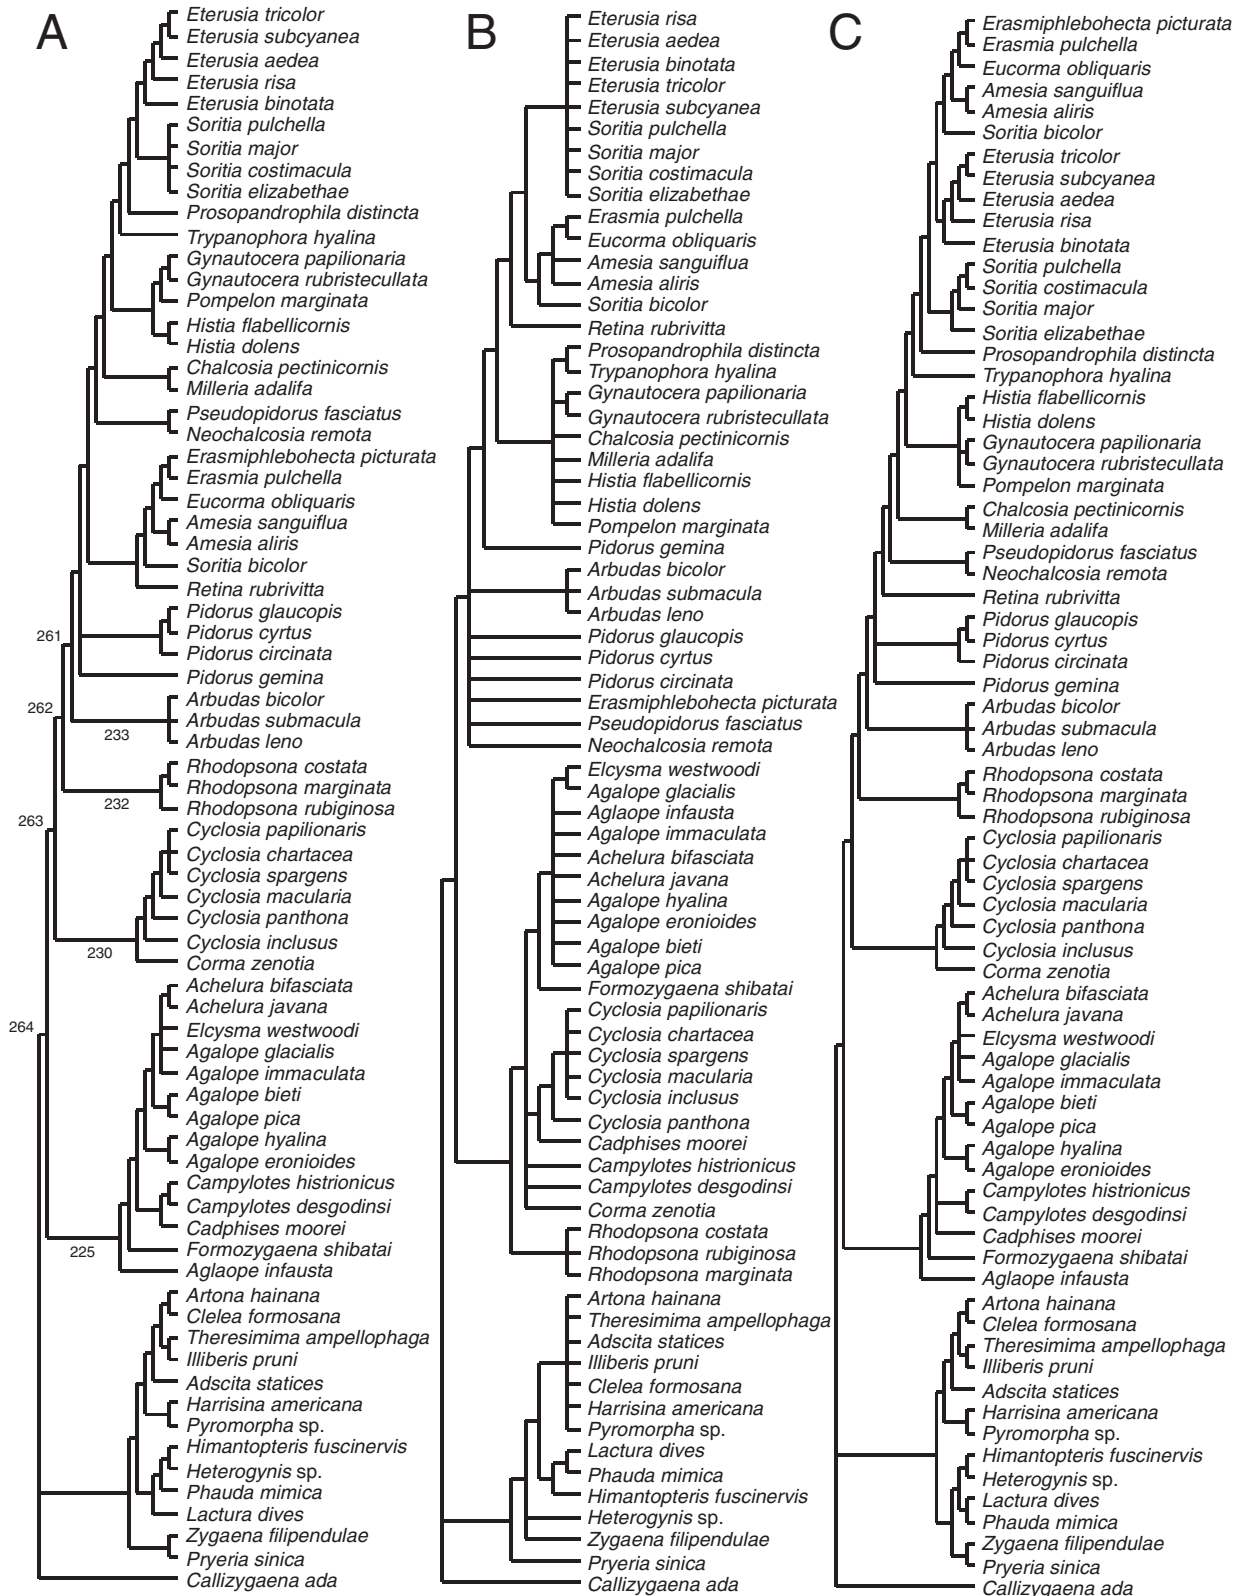 A
Eterusia tricolor
Eterusia subcyanea
Eterusia aedea
Eterusia risa
Eterusia binotata
Soritia pulchella
Soritia major
Soritia costimacula
Soritia elizabethae
Prosopandrophila distincta
Trypanophora hyalina
Gynautocera papilionaria
Gynautocera rubristecullata
Pompelon marginata
Histia flabellicornis
Histia dolens
Chalcosia pectinicornis
Milleria adalifa
Pseudopidorus fasciatus
Neochalcosia remota
Erasmiphlebohecta picturata
Erasmia pulchella
Eucorma obliquaris
Amesia sanguiflua
Amesia aliris
Soritia bicolor
Retina rubrivitta
Pidorus glaucopis
Pidorus cyrtus
261
Pidorus circinata
Pidorus gemina
Arbudas bicolor
262
Arbudas submacula
233
Arbudas leno
Rhodopsona costata
Rhodopsona marginata
232
Rhodopsona rubiginosa
263
Cyclosia papilionaris
Cyclosia chartacea
Cyclosia spargens
Cyclosia macularia
Cyclosia panthona
Cyclosia inclusus
230
Corma zenotia
Achelura bifasciata
Achelura javana
264
Elcysma westwoodi
Agalope glacialis
Agalope immaculata
Agalope bieti
Agalope pica
Agalope hyalina
Agalope eronioides
Campylotes histrionicus
Campylotes desgodinsi
Cadphises moorei
225
Formozygaena shibatai
Aglaope infausta
Artona hainana
Clelea formosana
Theresimima ampellophaga
Illiberis pruni
Adscita statices
Harrisina americana
Pyromorpha sp.
Himantopteris fuscinervis
Heterogynis sp.
Phauda mimica
Lactura dives
Zygaena filipendulae
Pryeria sinica
Callizygaena ada
B
Eterusia risa
Eterusia aedea
Eterusia binotata
Eterusia tricolor
Eterusia subcyanea
Soritia pulchella
Soritia major
Soritia costimacula
Soritia elizabethae
Erasmia pulchella
Eucorma obliquaris
Amesia sanguiflua
Amesia aliris
Soritia bicolor
Retina rubrivitta
Prosopandrophila distincta
Trypanophora hyalina
Gynautocera papilionaria
Gynautocera rubristecullata
Chalcosia pectinicornis
Milleria adalifa
Histia flabellicornis
Histia dolens
Pompelon marginata
Pidorus gemina
Arbudas bicolor
Arbudas submacula
Arbudas leno
Pidorus glaucopis
Pidorus cyrtus
Pidorus circinata
Erasmiphlebohecta picturata
Pseudopidorus fasciatus
Neochalcosia remota
Elcysma westwoodi
Agalope glacialis
Aglaope infausta
Agalope immaculata
Achelura bifasciata
Achelura javana
Agalope hyalina
Agalope eronioides
Agalope bieti
Agalope pica
Formozygaena shibatai
Cyclosia papilionaris
Cyclosia chartacea
Cyclosia spargens
Cyclosia macularia
Cyclosia inclusus
Cyclosia panthona
Cadphises moorei
Campylotes histrionicus
Campylotes desgodinsi
Corma zenotia
Rhodopsona costata
Rhodopsona rubiginosa
Rhodopsona marginata
Artona hainana
Theresimima ampellophaga
Adscita statices
Illiberis pruni
Clelea formosana
Harrisina americana
Pyromorpha sp.
Lactura dives
Phauda mimica
Himantopteris fuscinervis
Heterogynis sp.
Zygaena filipendulae
Pryeria sinica
Callizygaena ada
C
Erasmiphlebohecta picturata
Erasmia pulchella
Eucorma obliquaris
Amesia sanguiflua
Amesia aliris
Soritia bicolor
Eterusia tricolor
Eterusia subcyanea
Eterusia aedea
Eterusia risa
Eterusia binotata
Soritia pulchella
Soritia costimacula
Soritia major
Soritia elizabethae
Prosopandrophila distincta
Trypanophora hyalina
Histia flabellicornis
Histia dolens
Gynautocera papilionaria
Gynautocera rubristecullata
Pompelon marginata
Chalcosia pectinicornis
Milleria adalifa
Pseudopidorus fasciatus
Neochalcosia remota
Retina rubrivitta
Pidorus glaucopis
Pidorus cyrtus
Pidorus circinata
Pidorus gemina
Arbudas bicolor
Arbudas submacula
Arbudas leno
Rhodopsona costata
Rhodopsona marginata
Rhodopsona rubiginosa
Cyclosia papilionaris
Cyclosia chartacea
Cyclosia spargens
Cyclosia macularia
Cyclosia panthona
Cyclosia inclusus
Corma zenotia
Achelura bifasciata
Achelura javana
Elcysma westwoodi
Agalope glacialis
Agalope immaculata
Agalope bieti
Agalope pica
Agalope hyalina
Agalope eronioides
Campylotes histrionicus
Campylotes desgodinsi
Cadphises moorei
Formozygaena shibatai
Aglaope infausta
Artona hainana
Clelea formosana
Theresimima ampellophaga
Illiberis pruni
Adscita statices
Harrisina americana
Pyromorpha sp.
Himantopteris fuscinervis
Heterogynis sp.
Lactura dives
Phauda mimica
Zygaena filipendulae
Pryeria sinica
Callizygaena ada